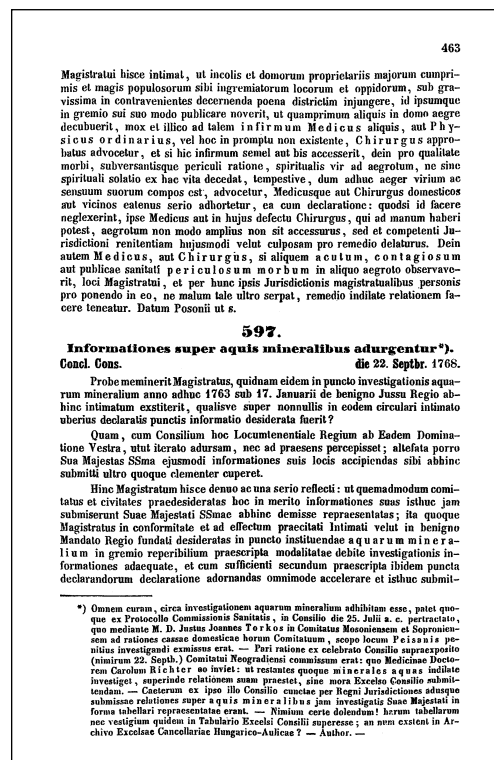 463
Magistratui hisce intimat, ut incolis et domorum proprietariis majorum cumpri-
mis et magis populosorum sibi ingremiatorum locorum et oppidorum, sub gra-
vissima in contravenientes decernenda poena districtim injungere, id ipsumque
in gremio sui suo modo publicare noverit, ut quamprimum aliquis in domo aegre
decubuerit, mox et illico ad talem infirmum Medicus aliquis, aut Phy-
sicus ordinarius, vel hoc in promptu non existente, Chirurgus appro-
batus advocetur, et si hic infirmum semel aut bis accesserit, dein pro qualitate
morbi, subversantisque periculi ratione, spiritualis vir ad aegrotum, ne sine
spirituali solatio ex hac vita decedat, tempestive, dum adhuc aeger virium ac
sensuum suorum compos est, advocetur, Medicusque aut Chirurgus domesticos
aut vicinos eatenus serio adhortetur, ea cum declaratione: quodsi id facere
neglexerint, ipse Medicus aut in hujus defectu Chirurgus, qui ad manum haberi
potest, aegrotum non modo amplius non sit accessurus, sed et competenti Ju-
risdictioni renitentiam hujusmodi velut culposam pro remedio delaturus. Dein
autem Medicus, aut Chirurgus, si aliquem acutum, contagiosum
aut publicae sanitati periculosum morbum in aliquo aegroto observave-
rit, loci Magistratui, et per hunc ipsis Jurisdictionis magistratualibus personis
pro ponendo in eo, ne malum tale ultro serpat, remedio indilate relationem fa-
cere teneatur. Datum Posonii ut s.
597.
Informationes super aquis mineralibus adurgentur*).
Concl. Cons. die 22. Septbr. 1768.
Probe meminerit Magistratus, quidnam eidem in puncto investigationis aqua-
rum mineralium anno adhuc 1763 sub 17. Januarii de benigno Jussu Regio ab-
hinc intimatum exstiterit, qualisve super nonnullis in eodem circulari intimato
uberius declaratis punctis informatio desiderata fuerit?
Quam, cum Consilium hoc Locumtenentiale Regium ab Eadem Domina-
tione Vestra, utut iterato adursam, nec ad praesens percepisset; altefata porro
Sua Majestas SSma ejusmodi informationes suis locis accipiendas sibi abhinc
submitti ultro quoque clementer cuperet.
Hinc Magistratum hisce denuo ac una serio reflecti: ut quemadmodum comi-
tatus et civitates praedesideratas hoc in merito informationes suas isthuc jam
submiserunt Suae Majestati SSmae abhinc demisse repraesentatas; ita quoque
Magistratus in conformitate et ad effectum praecitati Intimati velut in benigno
Mandato Regio fundati desideratas in puncto instituendae aquarum minera-
lium in gremio reperibilium praescripta modalitate debite investigationis in-
formationes adaequate, et cum sufficienti secundum praescripta ibidem puncta
declarandorum declaratione adornandas omnimode accelerare et isthuc submit-
*) Omnem curam, circa investigationem aquarum mineralium adhibitam esse, patet quo-
que ex Protocollo Commissionis Sanitatis, in Consilio die 25. Julii a. c. pertractato,
quo mediante M. D. Justus Joannes Torkos in Comitatus Mosoniensem et Sopronien-
sem ad rationes cassae domesticae horum Comitatuum, scopo locum Peisnis pe-
nitius investigandi exmissus erat. — Pari ratione ex celebrato Consilio supraexposito
(nimirum 22. Septb.) Comitatui Neogradiensi commissum erat: quo Medicinae Docto-
rem Carolum Richter ao inviet: ut restantes quoque minerales aquas indilate
investiget, superinde relationem suam praestet, sine mora Excelso Consilio submit-
tendam. — Caeterum ex ipso illo Consilio cunctae per Regni Jurisdictiones adusque
submissae relationes super aquis mineralibus jam investigatis Suae Majestati in
forma tabellari repraesentatae erant. — Nimium certe dolendum! harum tabellarum
nec vestigium quidem in Tabulario Excelsi Consilii superesse; an num exstent in Ar-
chivo Excelsae Cancellariae Hungarico-Aulicae? — Author. —